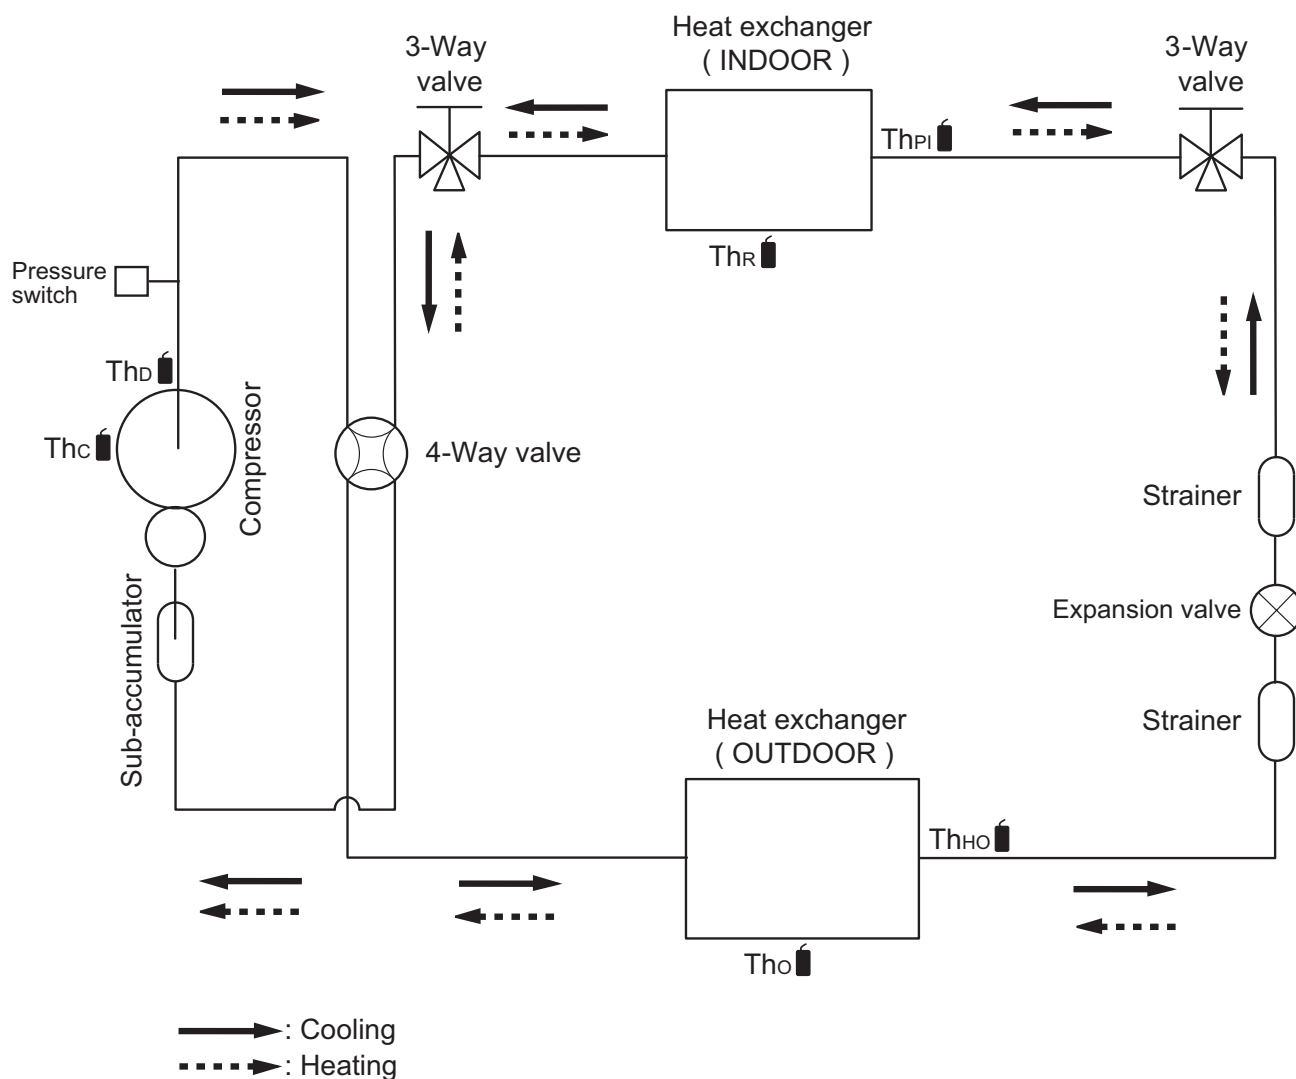 Heat exchanger
( INDOOR )
3-Way
valve
3-Way
valve
ThPI
ThR
Pressure
switch
ThD
ThC
Compressor
4-Way valve
Strainer
Expansion valve
Sub-accumulator
Strainer
Heat exchanger
( OUTDOOR )
ThHO
ThO
: Cooling
: Heating